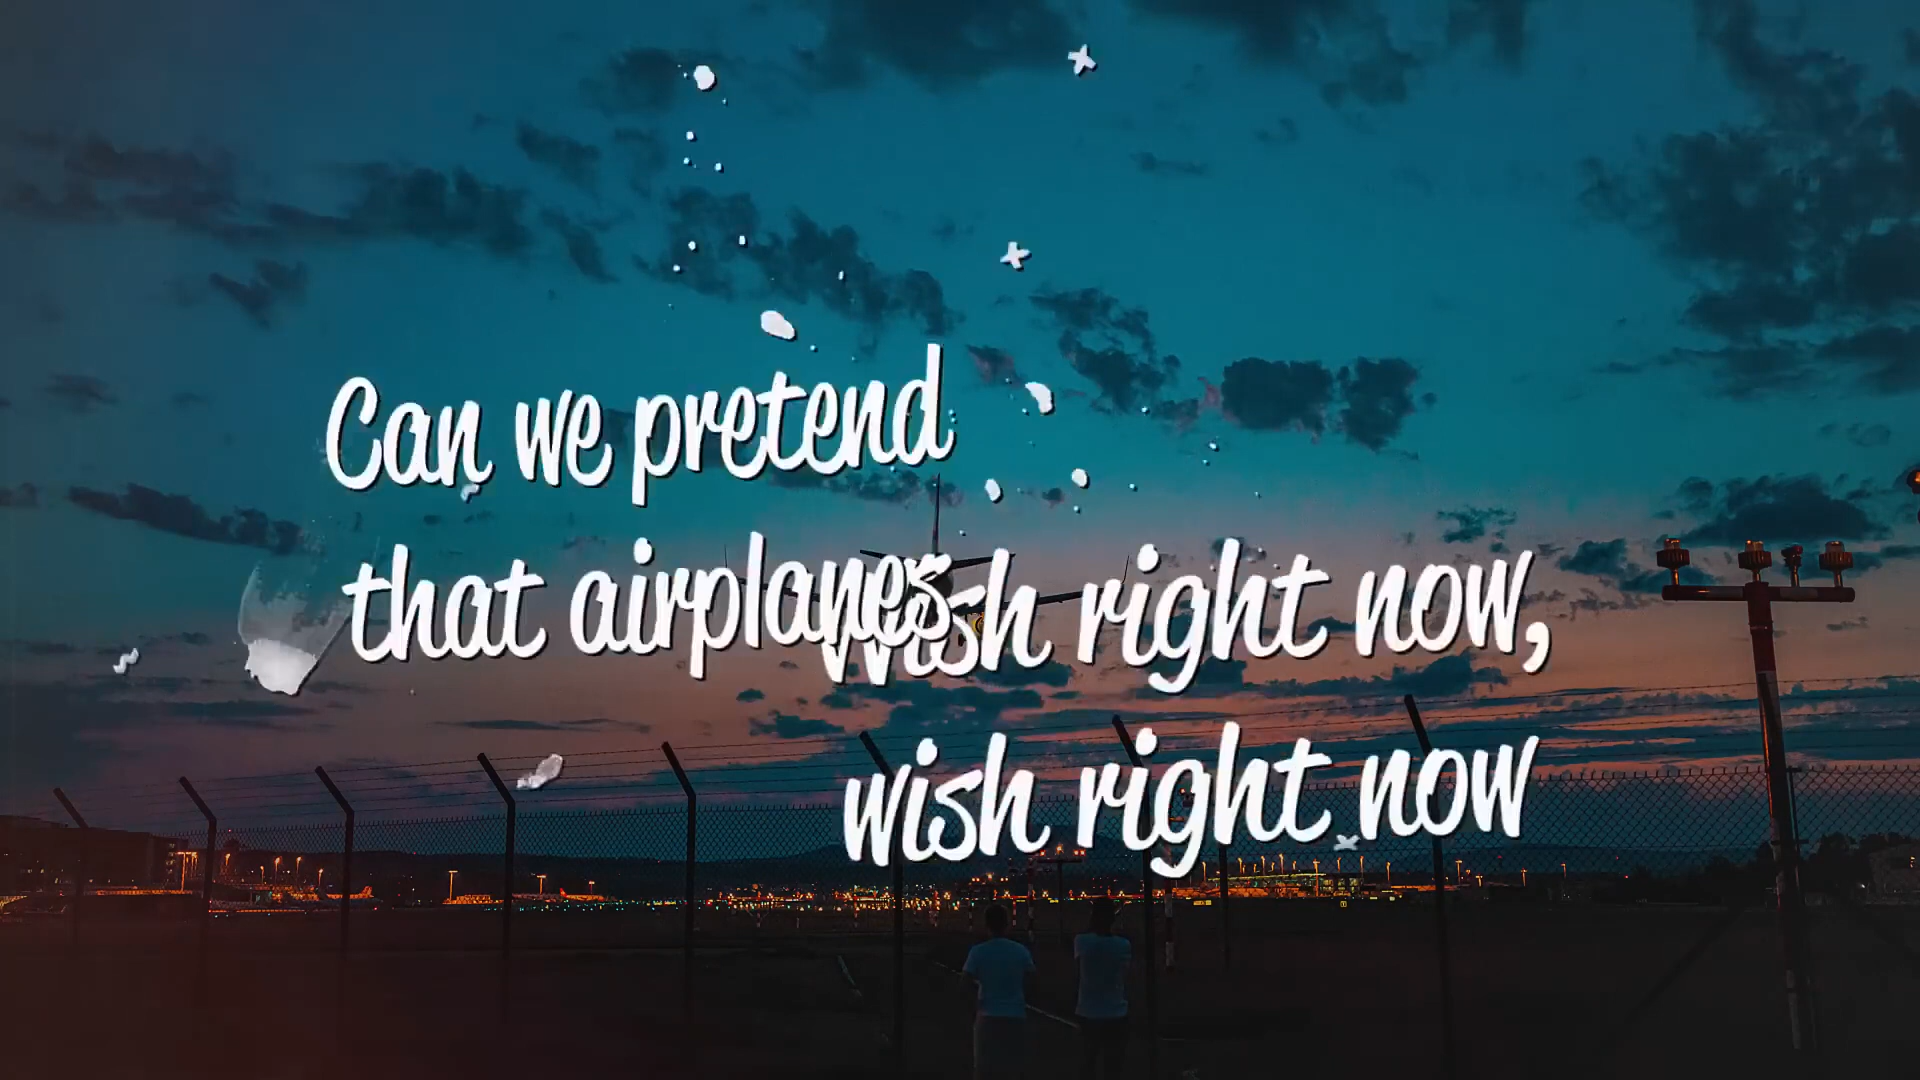 Can we pretend
that airplanes
wish right now,
wish right now